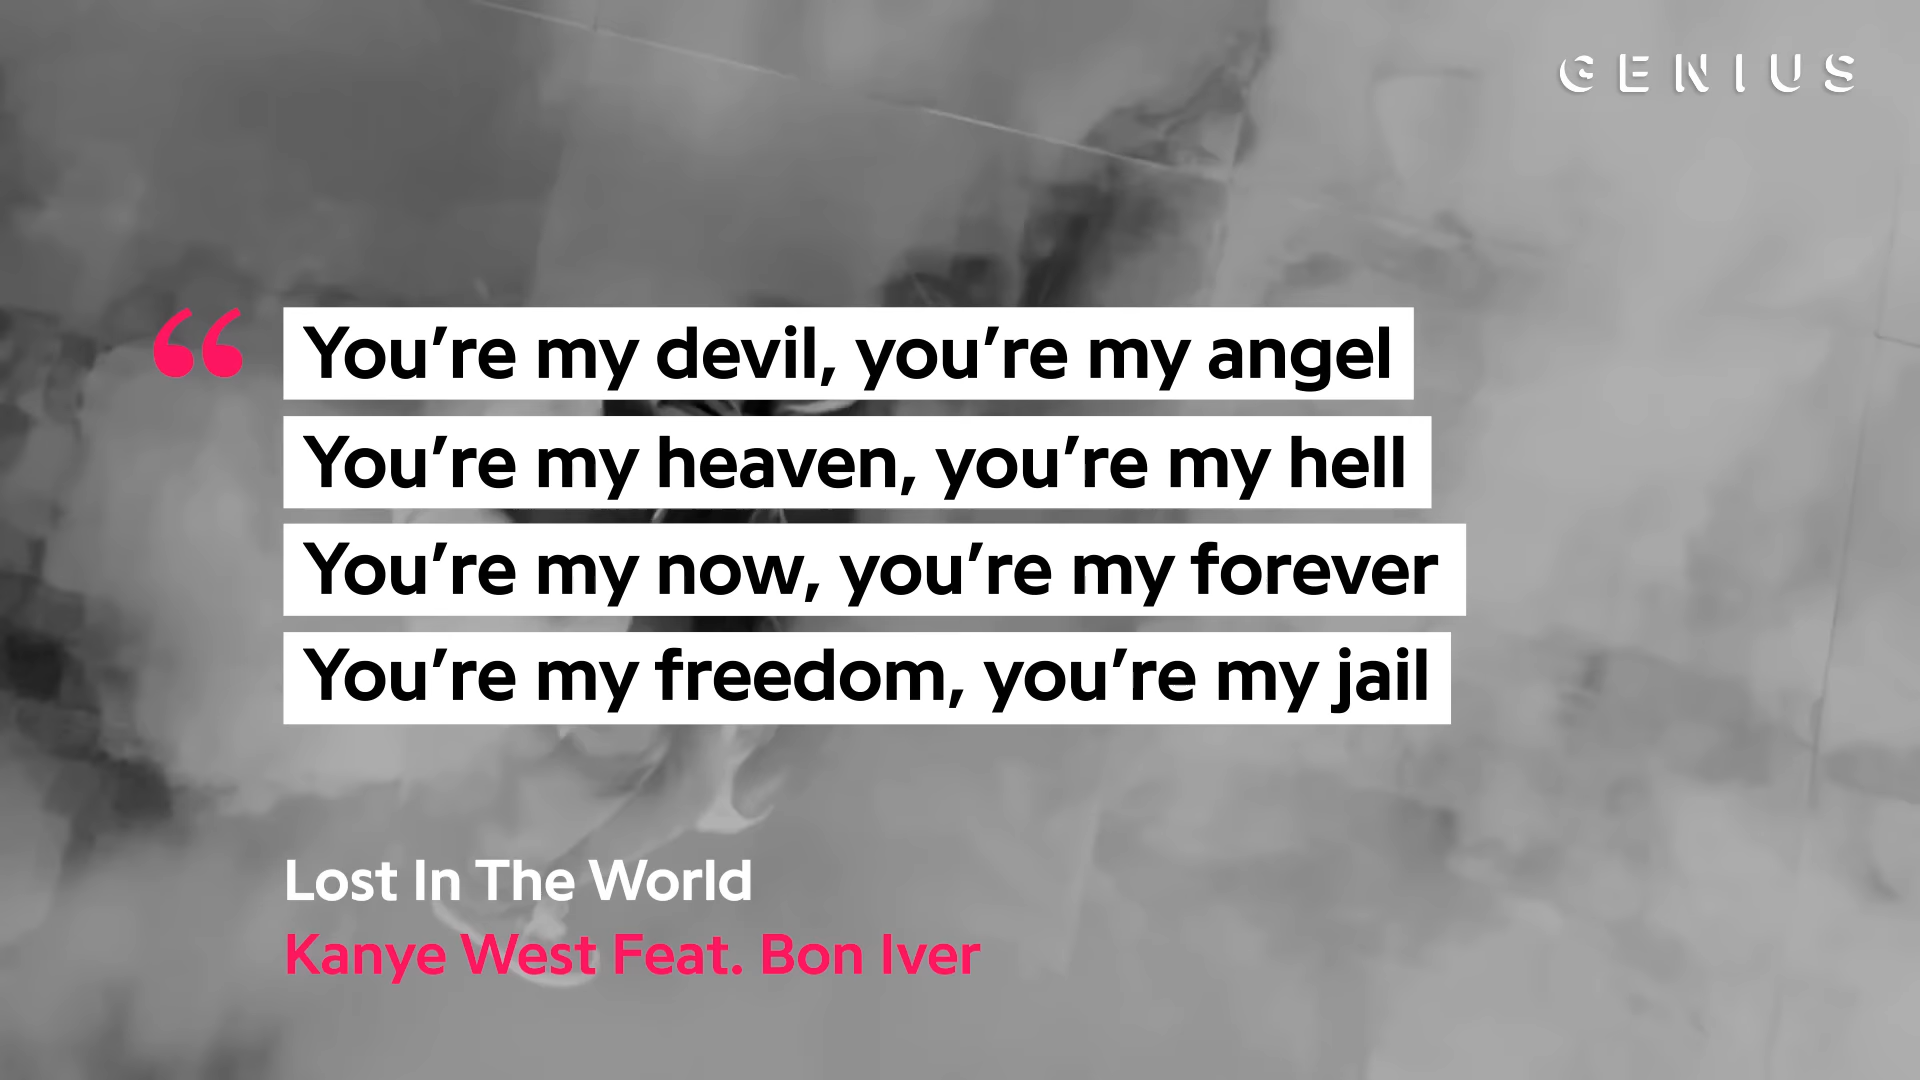 GENIUS
“ You’re my devil, you’re my angel
You’re my heaven, you’re my hell
You’re my now, you’re my forever
You’re my freedom, you’re my jail
Lost In The World
Kanye West Feat. Bon Iver